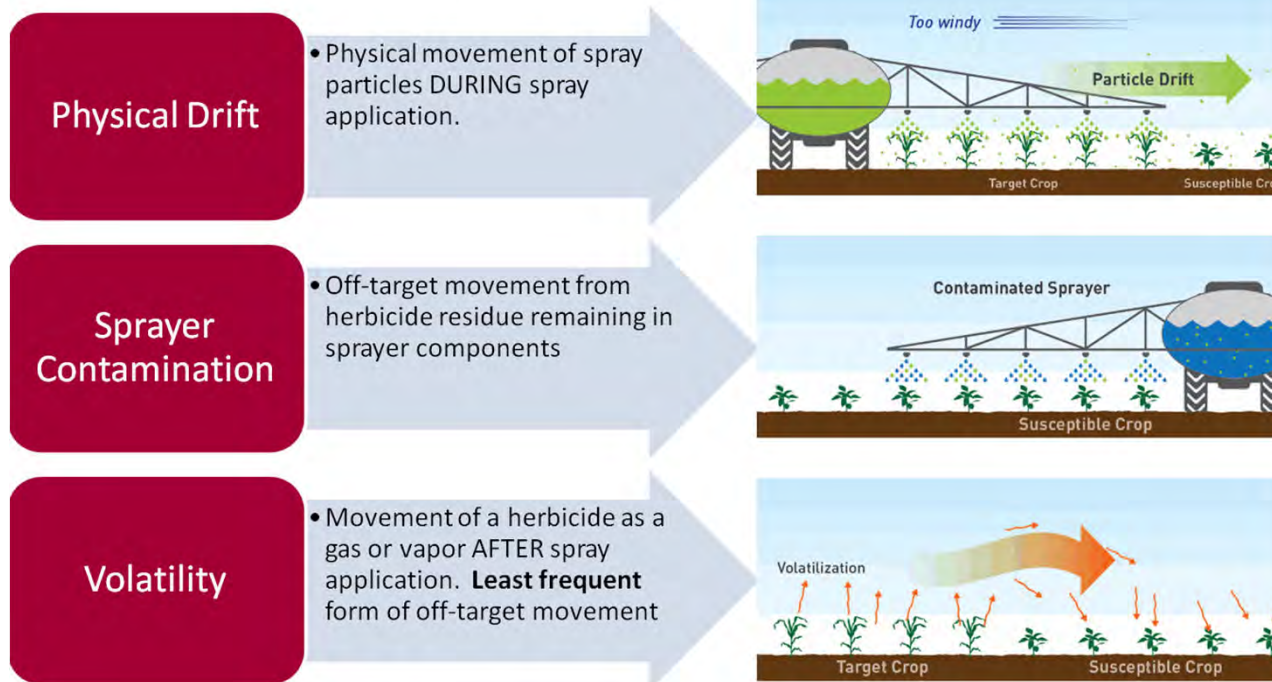 Physical Drift
• Physical movement of spray
particles DURING spray
application.
Too windy
Particle Drift
Target Crop
Susceptible Cro
Sprayer
Contamination
• Off-target movement from
herbicide residue remaining in
sprayer components
Contaminated Sprayer
Susceptible Crop
Volatility
• Movement of a herbicide as a
gas or vapor AFTER spray
application. Least frequent
form of off-target movement
Volatilization
Target Crop
Susceptible Crop